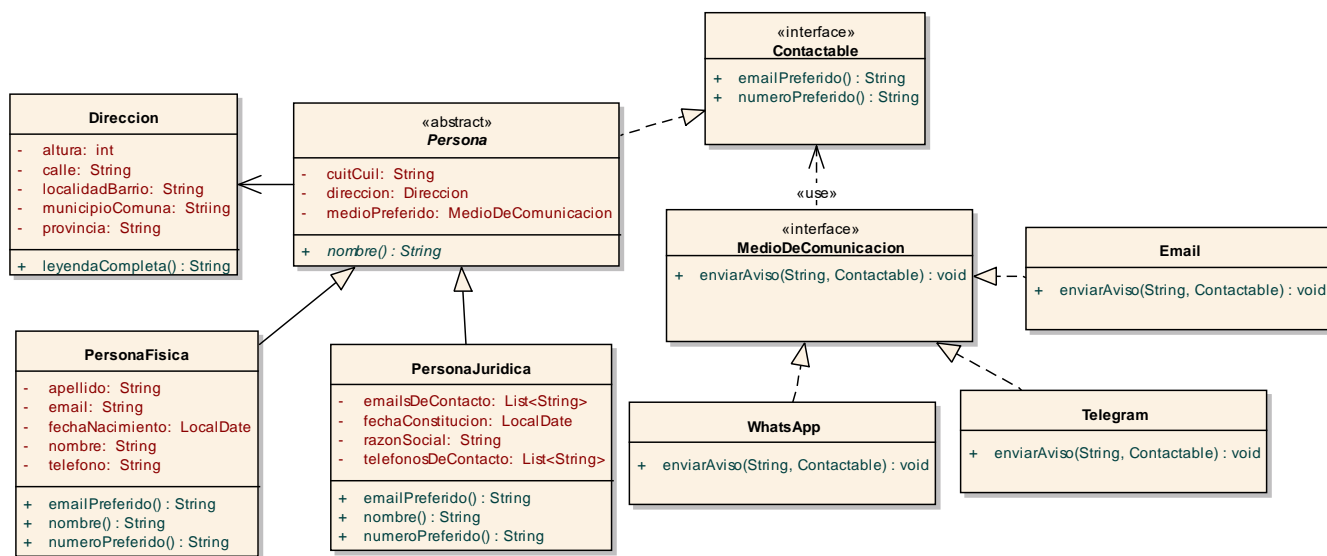 «interface»
Contactable
+ emailPreferido() : String
+ numeroPreferido() : String
Direccion
- altura: int
- calle: String
- localidadBarrio: String
- municipioComuna: Striing
- provincia: String
+ leyendaCompleta() : String
«abstract»
Persona
- cuitCuil: String
- direccion: Direccion
- medioPreferido: MedioDeComunicacion
+ nombre() : String
«use»
«interface»
MedioDeComunicacion
+ enviarAviso(String, Contactable) : void
Email
+ enviarAviso(String, Contactable) : void
PersonaFisica
- apellido: String
- email: String
- fechaNacimiento: LocalDate
- nombre: String
- telefono: String
+ emailPreferido() : String
+ nombre() : String
+ numeroPreferido() : String
PersonaJuridica
- emailsDeContacto: List<String>
- fechaConstitucion: LocalDate
- razonSocial: String
- telefonosDeContacto: List<String>
+ emailPreferido() : String
+ nombre() : String
+ numeroPreferido() : String
WhatsApp
+ enviarAviso(String, Contactable) : void
Telegram
+ enviarAviso(String, Contactable) : void